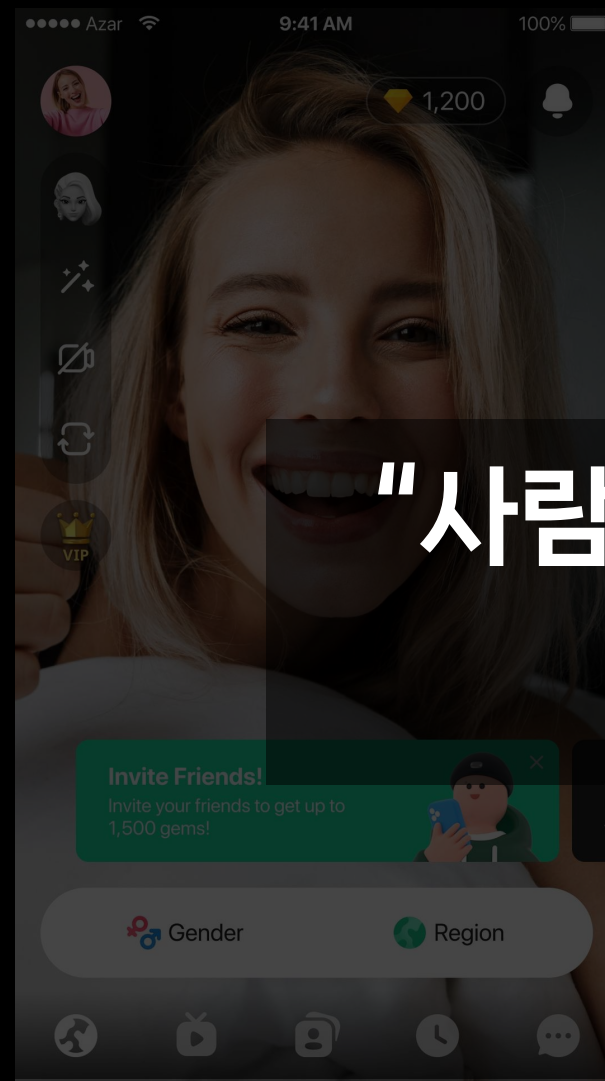 Azar
9:41 AM
100%
1,200
VIP
“사람
Invite Friends!
Invite your friends to get up to
1,500 gems!
Gender
Region